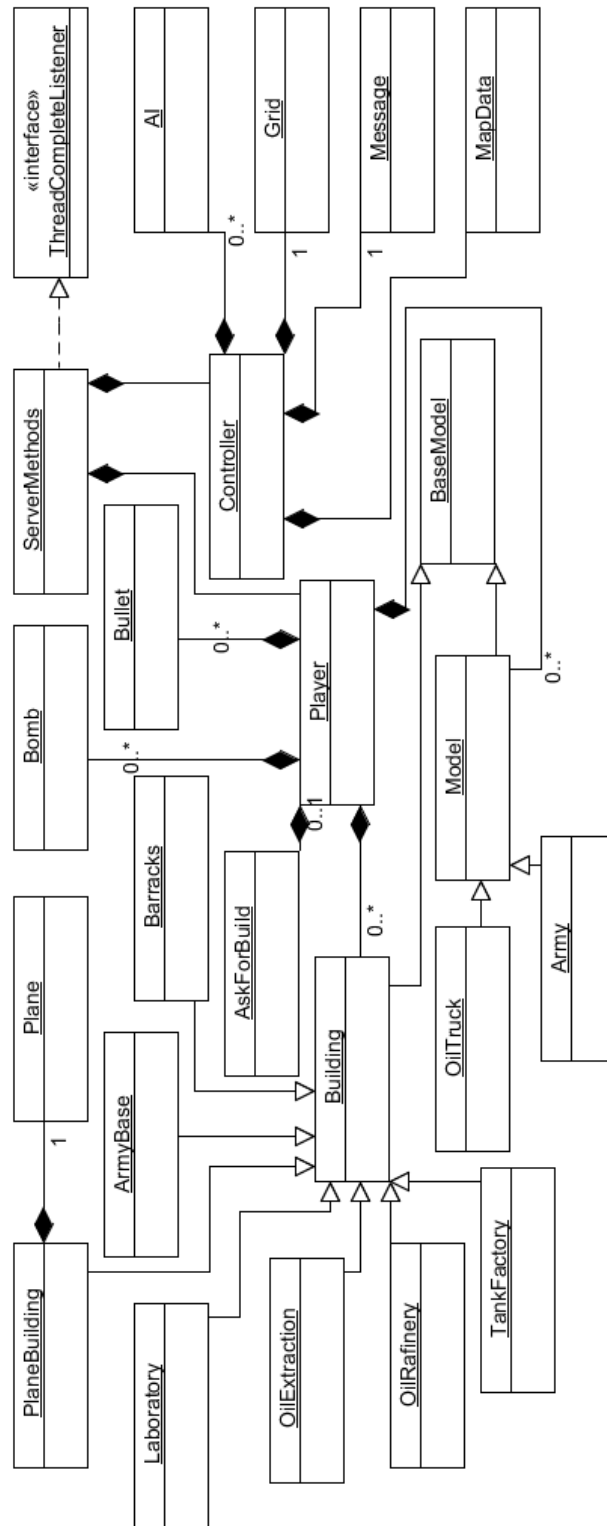 PlaneBuilding
Plane
Bomb
ServerMethods
«interface»
ThreadCompleteListener
1
0..*
ArmyBase
Laboratory
Barracks
Bullet
AI
0..*
0..*
AskForBuild
Controller
Grid
1
OilExtraction
Building
0..1
Player
Message
0..*
1
OilRafinery
OilTruck
Model
BaseModel
MapData
TankFactory
0..*
Army